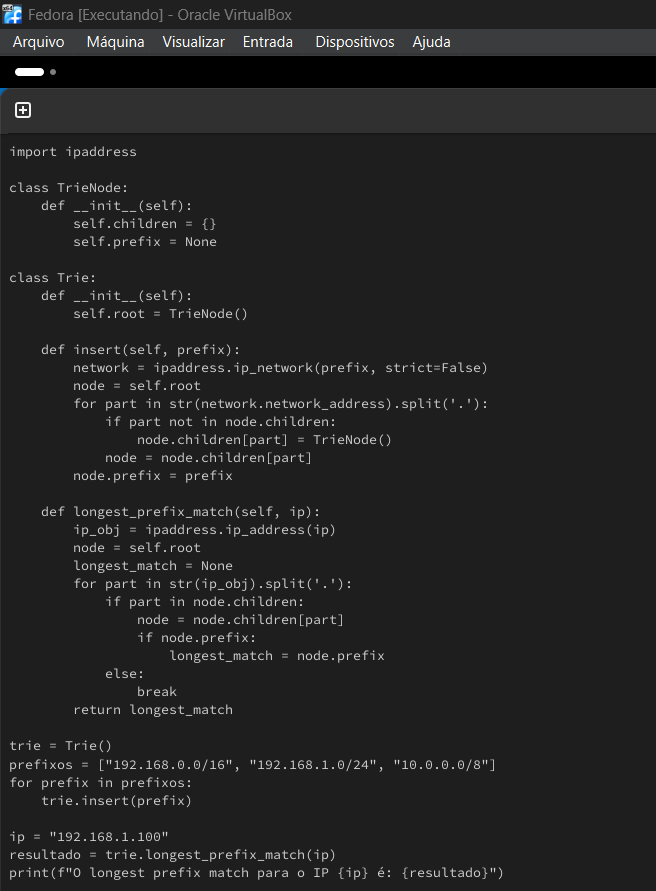 Fedora [Executando] - Oracle VirtualBox
Arquivo Máquina Visualizar Entrada Dispositivos Ajuda
import ipaddress

class TrieNode:
    def __init__(self):
        self.children = {}
        self.prefix = None

class Trie:
    def __init__(self):
        self.root = TrieNode()

    def insert(self, prefix):
        network = ipaddress.ip_network(prefix, strict=False)
        node = self.root
        for part in str(network.network_address).split('.'):
            if part not in node.children:
                node.children[part] = TrieNode()
            node = node.children[part]
        node.prefix = prefix

    def longest_prefix_match(self, ip):
        ip_obj = ipaddress.ip_address(ip)
        node = self.root
        longest_match = None
        for part in str(ip_obj).split('.'):
            if part in node.children:
                node = node.children[part]
                if node.prefix:
                    longest_match = node.prefix
            else:
                break
        return longest_match

trie = Trie()
prefixos = ["192.168.0.0/16", "192.168.1.0/24", "10.0.0.0/8"]
for prefix in prefixos:
    trie.insert(prefix)

ip = "192.168.1.100"
resultado = trie.longest_prefix_match(ip)
print(f"O longest prefix match para o IP {ip} é: {resultado}")